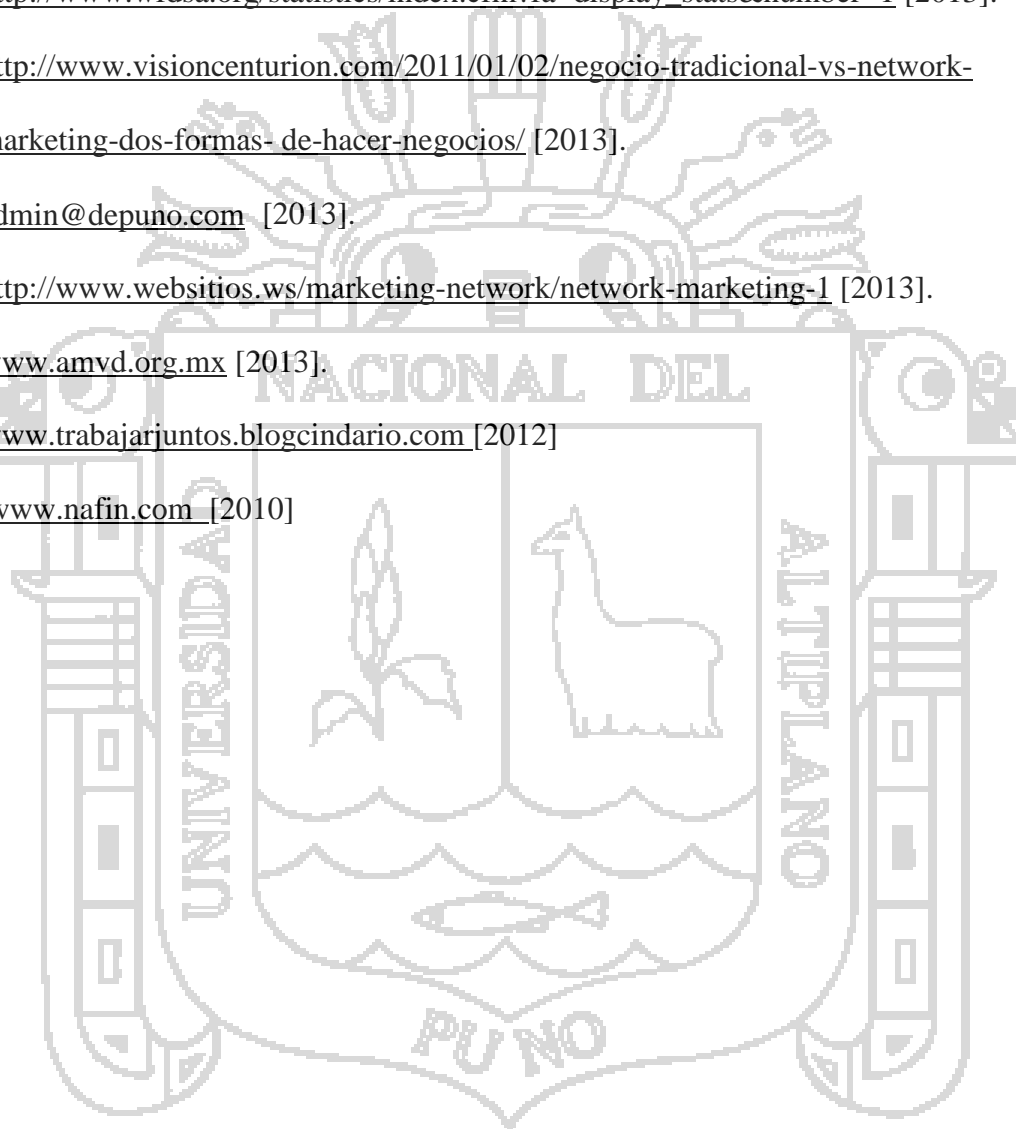 ttp://www.visioncenturion.com/2011/01/02/negocio-tradicional-vs-network-
marketing-dos-formas- de-hacer-negocios/ [2013].
dmin@depuno.com [2013].
ttp://www.websitios.ws/marketing-network/network-marketing-1 [2013].
www.amvd.org.mx [2013].
www.trabajarjuntos.blogcindario.com [2012]
www.nafin.com [2010]
NACIONAL DEL
UNIVERSIDAD
ALTIPLANO
PUNO